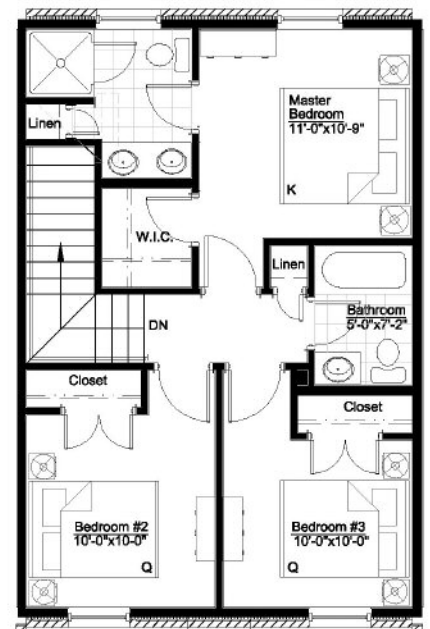 Linen
Master
Bedroom
11'-0"x10'-9"
K
W.I.C.
Linen
Bathroom
5'-0"x7'-2"
DN
Closet
Closet
Bedroom #2
10'-0"x10-0"
Q
Bedroom #3
10'-0"x10'-0"
Q